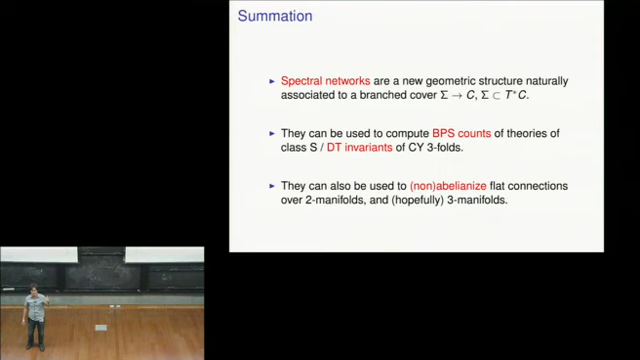 Summation
▶ Spectral networks are a new geometric structure naturally
associated to a branched cover Σ → C, Σ ⊂ T*C.
▶ They can be used to compute BPS counts of theories of
class S / DT invariants of CY 3-folds.
▶ They can also be used to (non)abelianize flat connections
over 2-manifolds, and (hopefully) 3-manifolds.